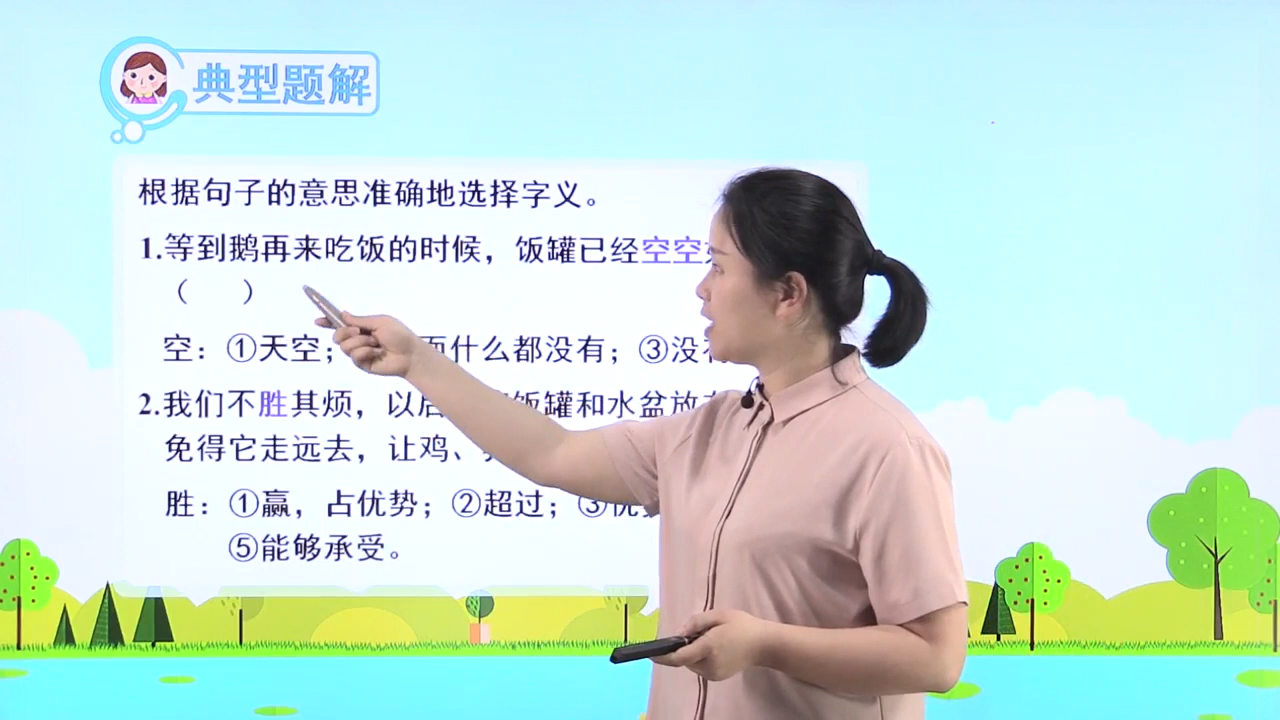 典型题解
根据句子的意思准确地选择字义。
1.等到鹅再来吃饭的时候，饭罐已经空空
（ ）
空：①天空； 面什么都没有；③没
2.我们不胜其烦，以后 饭罐和水盆放
免得它走远去，让鸡、
胜：①赢，占优势；②超过；③优
⑤能够承受。